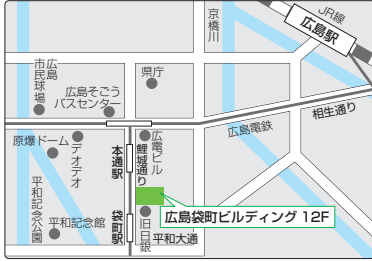 JR線
広島駅
京橋川
県庁
広島
市民球場
広島そごう
バスセンター
相生通り
広島電鉄
原爆ドーム
デオデオ
本通駅
鯉城通り
広電ビル
平和記念公園
平和記念館
袋町駅
旧日銀
平和大通
広島袋町ビルディング 12F